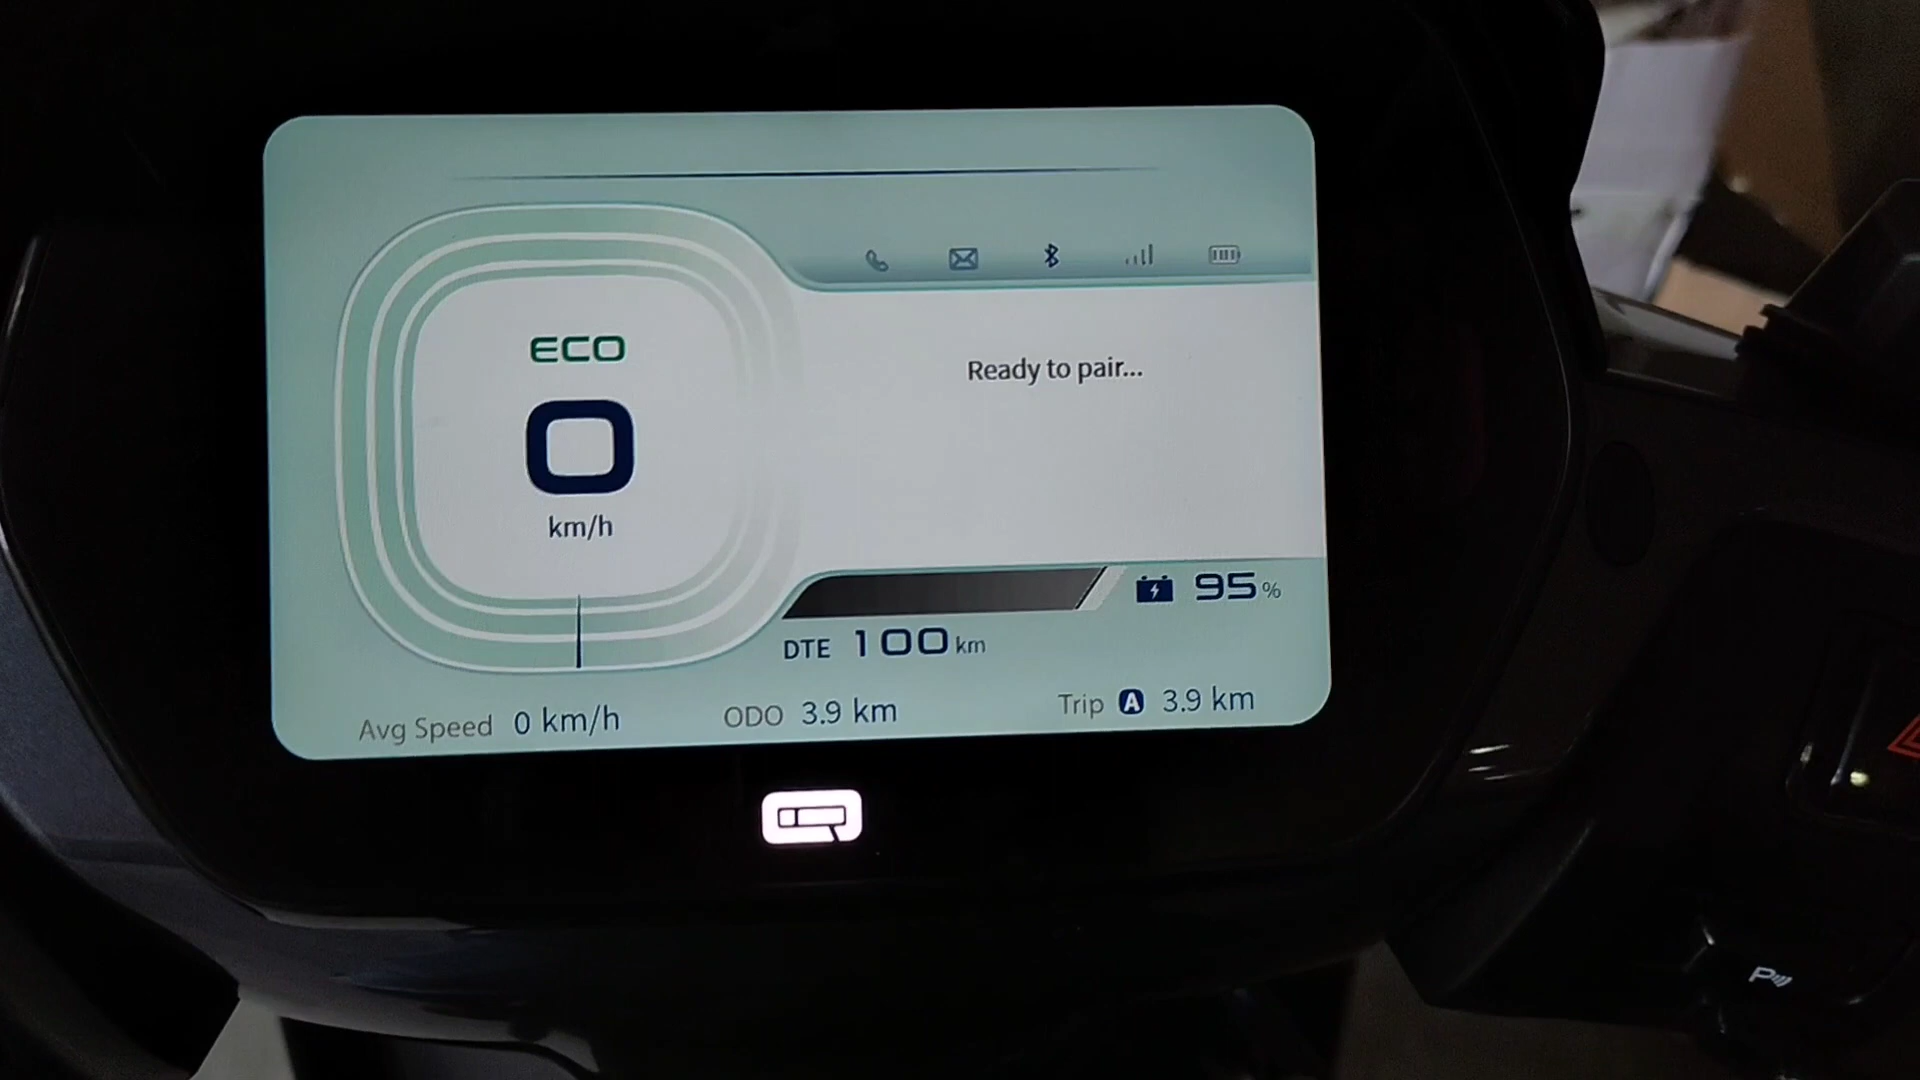 ECO
0
km/h
Ready to pair...
95 %
DTE 100 km
Avg Speed 0 km/h
ODO 3.9 km
Trip A 3.9 km
P